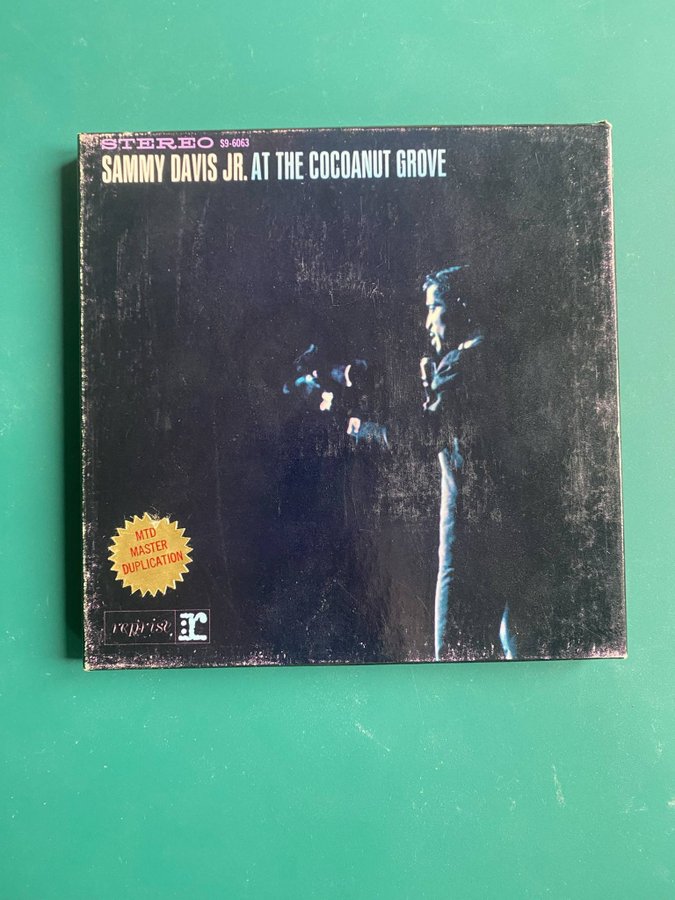 STEREO S9-6063
SAMMY DAVIS JR. AT THE COCOANUT GROVE
MTD
MASTER
DUPLICATION
reprise: r: